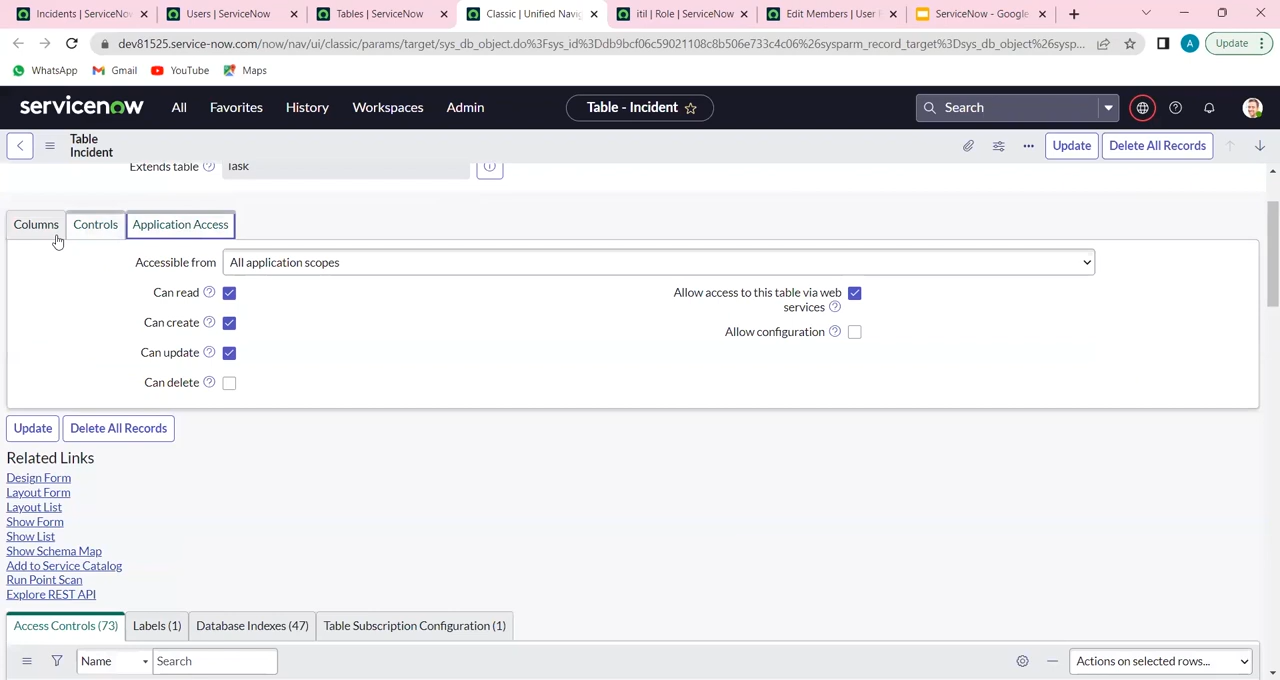 Incidents | ServiceNo
Users | ServiceNow
Tables | ServiceNow
Classic | Unified Navig
itil | Role | ServiceNow
Edit Members | User R
ServiceNow - Google
dev81525.service-now.com/now/nav/ui/classic/params/target/sys_db_object.do%3Fsys_id%3Ddb9bcf06c59021108c8b506e733c4c06%26sysparm_record_target%3Dsys_db_object%26sysp...
A
Update
WhatsApp
Gmail
YouTube
Maps
servicenow
All
Favorites
History
Workspaces
Admin
Table - Incident
Search
Table
Incident
Update
Delete All Records
Extends table
Task
Columns
Controls
Application Access
Accessible from
All application scopes
Can read
Allow access to this table via web
services
Can create
Allow configuration
Can update
Can delete
Update
Delete All Records
Related Links
Design Form
Layout Form
Layout List
Show Form
Show List
Show Schema Map
Add to Service Catalog
Run Point Scan
Explore REST API
Access Controls (73)
Labels (1)
Database Indexes (47)
Table Subscription Configuration (1)
Name
Search
Actions on selected rows...